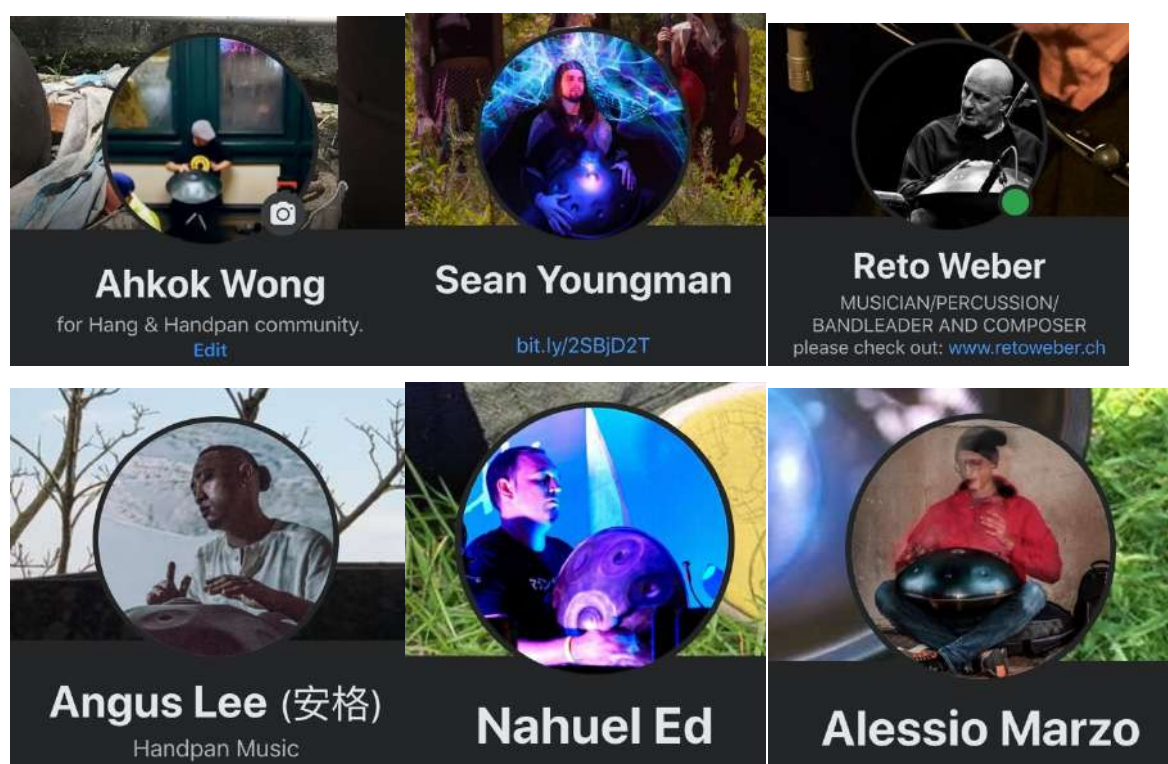 Ahkok Wong
for Hang & Handpan community.
Edit
Sean Youngman
bit.ly/2SBjD2T
Reto Weber
MUSICIAN/PERCUSSION/
BANDLEADER AND COMPOSER
please check out: www.retoweber.ch
Angus Lee (安格)
Handpan Music
Nahuel Ed
Alessio Marzo